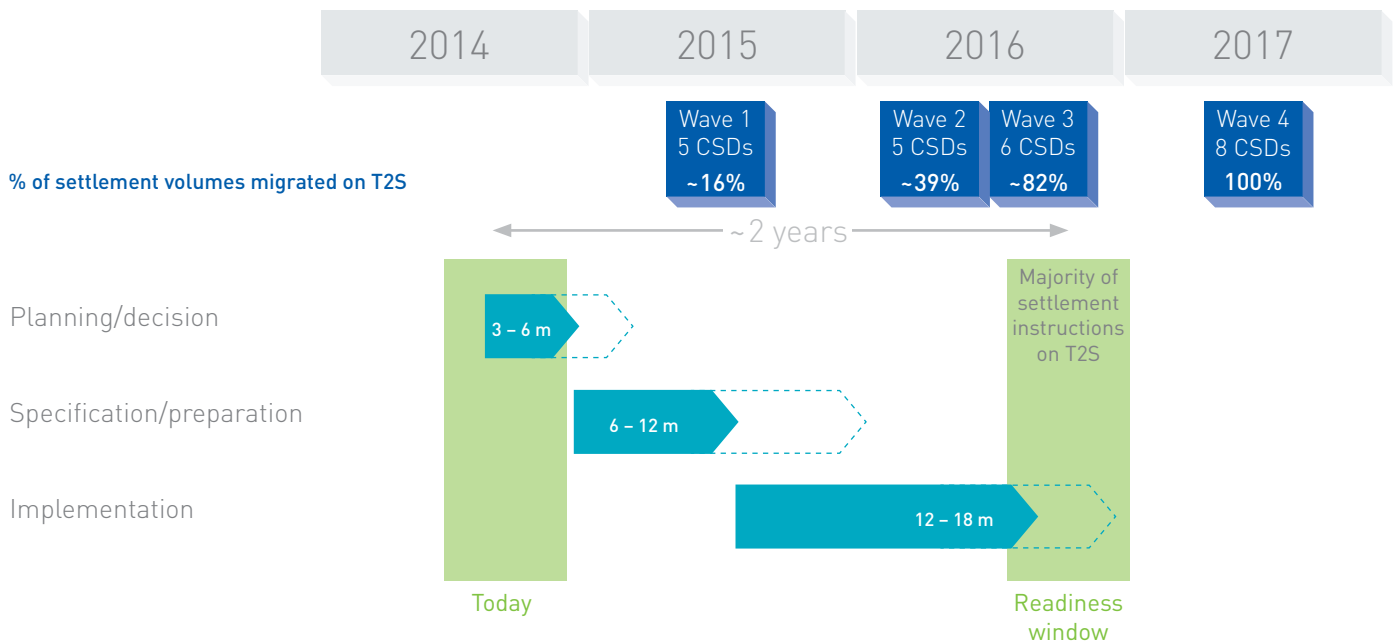 2014 2015 2016 2017
Wave 1
5 CSDs
~16%
Wave 2
5 CSDs
~39%
Wave 3
6 CSDs
~82%
Wave 4
8 CSDs
100%
% of settlement volumes migrated on T2S
~2 years
Majority of
settlement
instructions
on T2S
Planning/decision
3 – 6 m
Specification/preparation
6 – 12 m
Implementation
12 – 18 m
Today
Readiness
window